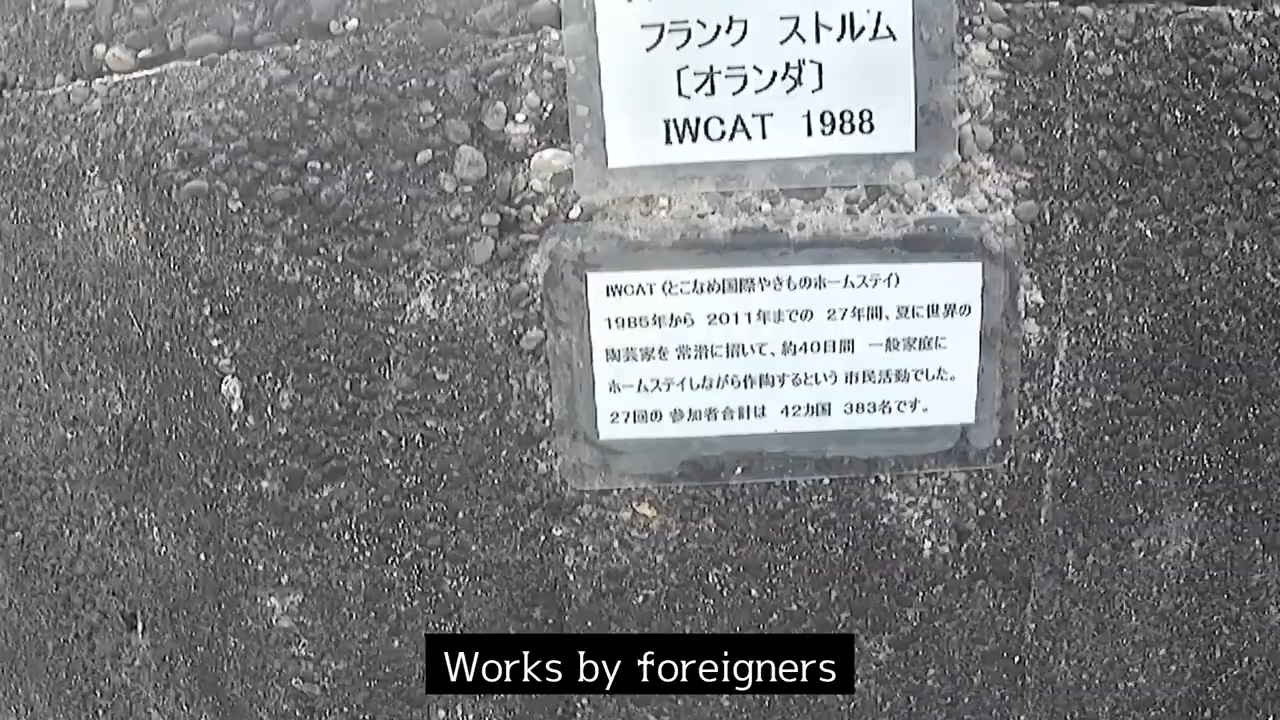 フランク ストルム
〔オランダ〕
IWCAT 1988
IWCAT (とこなめ国際やきものホームステイ)
1985年から 2011年までの 27年間、夏に世界の
陶芸家を 常滑に招いて、約40日間 一般家庭に
ホームステイしながら作陶するという 市民活動でした。
27回の 参加者合計は 42カ国 383名です。
Works by foreigners